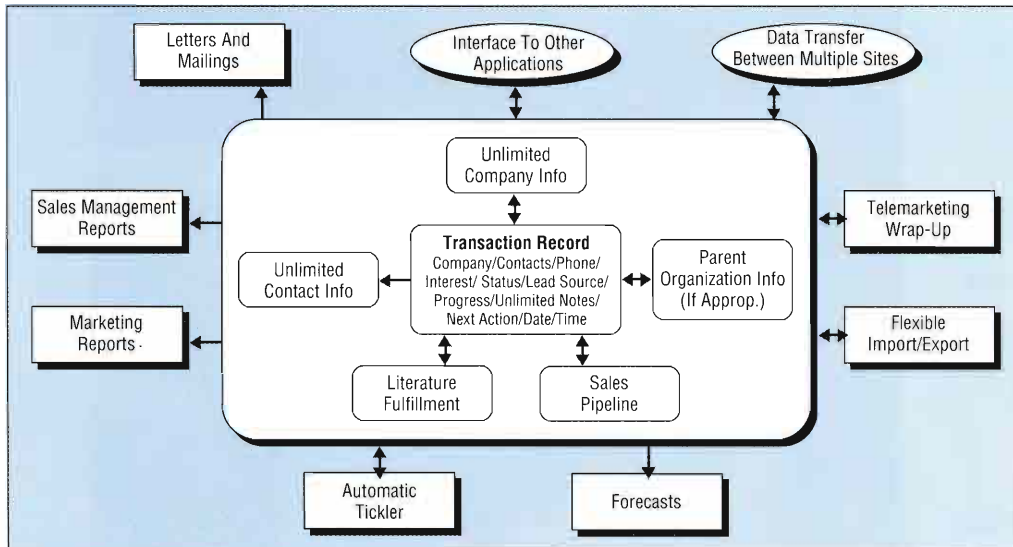 Letters And
Mailings
Interface To Other
Applications
Data Transfer
Between Multiple Sites
Unlimited
Company Info
Sales Management
Reports
Telemarketing
Wrap-Up
Transaction Record
Company/Contacts/Phone/
Interest/ Status/Lead Source/
Progress/Unlimited Notes/
Next Action/Date/Time
Unlimited
Contact Info
Parent
Organization Info
(If Approp.)
Marketing
Reports
Flexible
Import/Export
Literature
Fulfillment
Sales
Pipeline
Automatic
Tickler
Forecasts